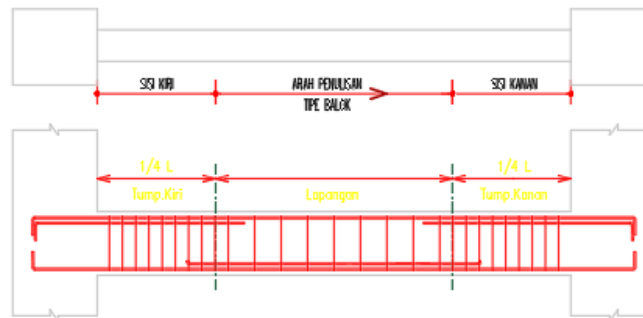 SISI KIRI
ARAH PENULISAN
TIPE BALOK
SISI KANAN
1/4 L
1/4 L
Tump.Kiri
Lapangan
Tump.Kanan